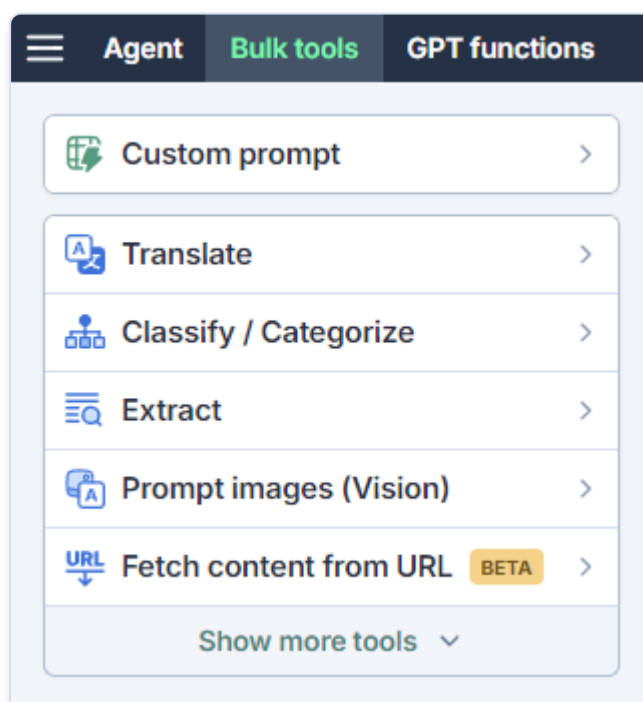 Agent Bulk tools GPT functions
Custom prompt
Translate
Classify / Categorize
Extract
Prompt images (Vision)
URL Fetch content from URL BETA
Show more tools